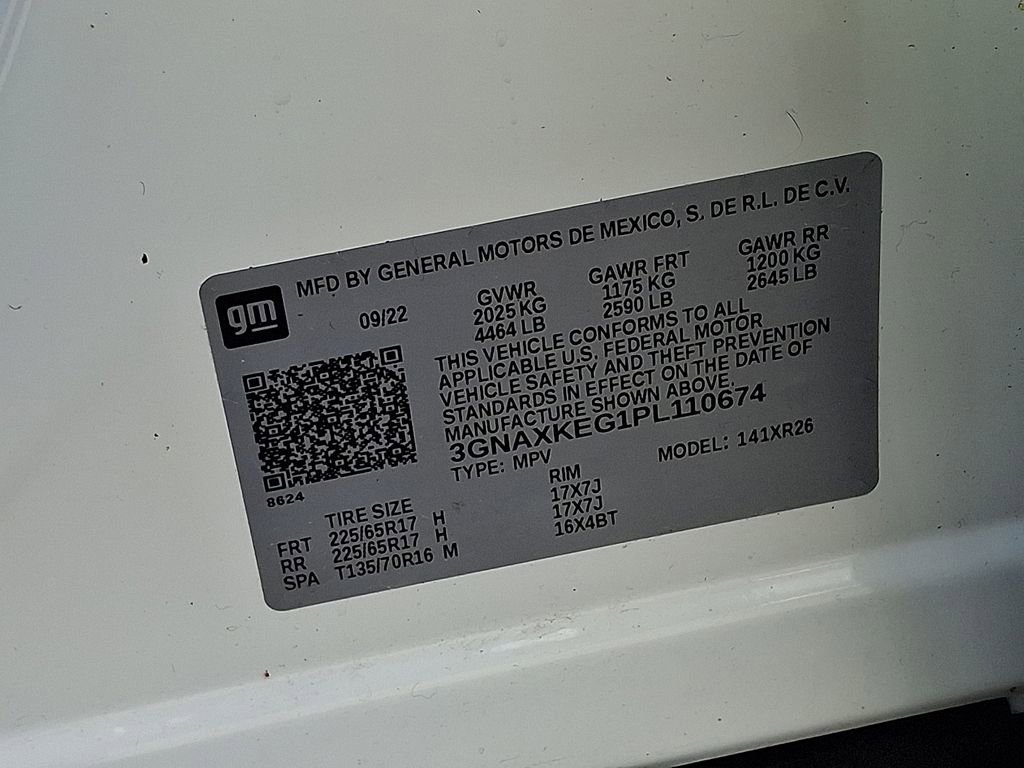 MFD BY GENERAL MOTORS DE MEXICO, S. DE R.L. DE C.V.
gm
09/22
GVWR
2025 KG
4464 LB
GAWR FRT
1175 KG
2590 LB
GAWR RR
1200 KG
2645 LB
THIS VEHICLE CONFORMS TO ALL
APPLICABLE U.S. FEDERAL MOTOR
VEHICLE SAFETY AND THEFT PREVENTION
STANDARDS IN EFFECT ON THE DATE OF
MANUFACTURE SHOWN ABOVE.
3GNAXKEG1PL110674
TYPE: MPV
MODEL: 141XR26
8624
TIRE SIZE
RIM
FRT 225/65R17 H 17X7J
RR 225/65R17 H 17X7J
SPA T135/70R16 M 16X4BT